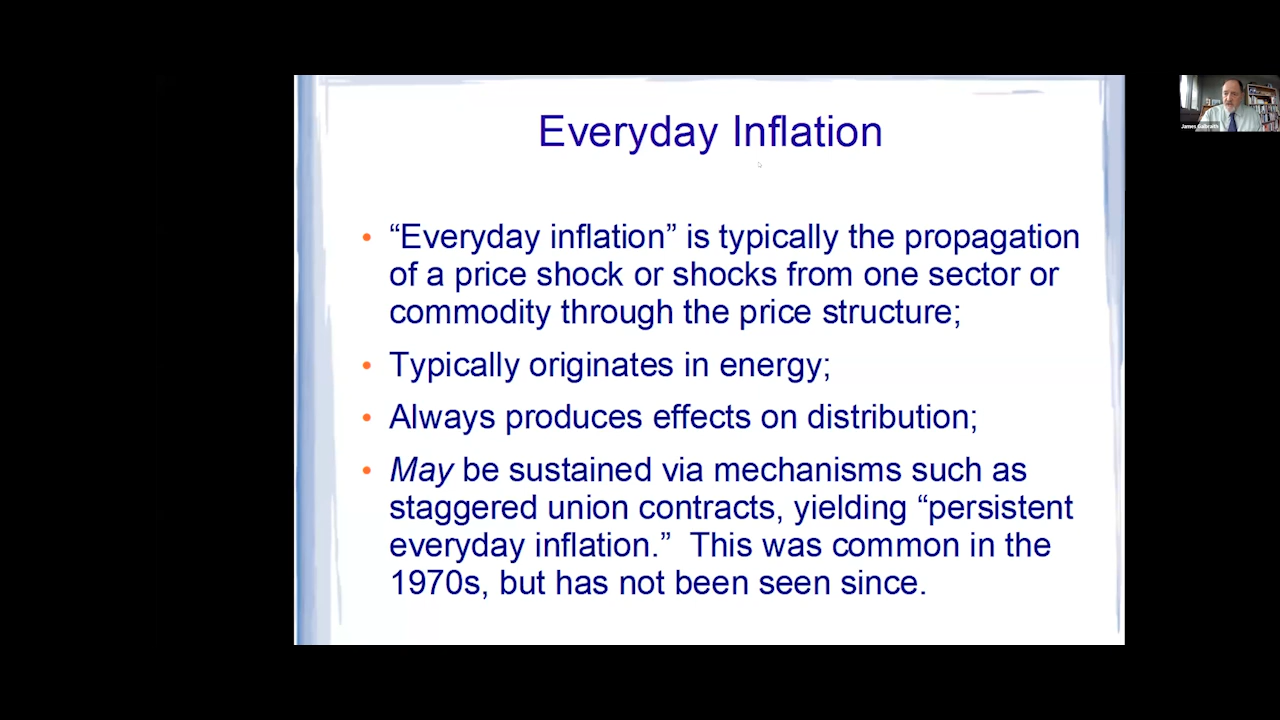 Everyday Inflation
James Galbraith
• “Everyday inflation” is typically the propagation
of a price shock or shocks from one sector or
commodity through the price structure;
• Typically originates in energy;
• Always produces effects on distribution;
• May be sustained via mechanisms such as
staggered union contracts, yielding “persistent
everyday inflation.”  This was common in the
1970s, but has not been seen since.